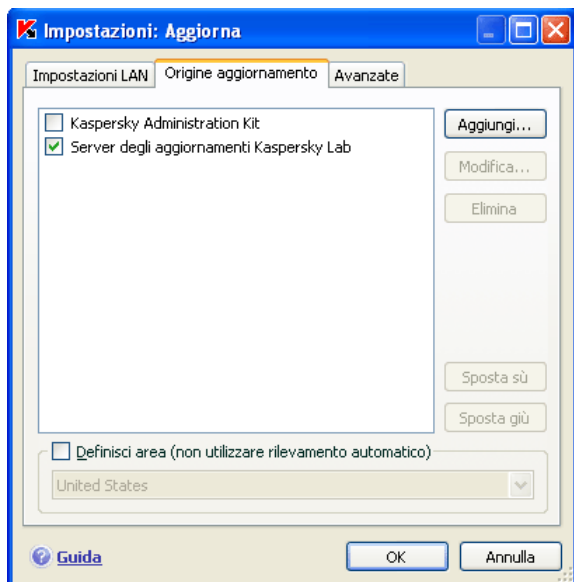 Impostazioni: Aggiorna
Impostazioni LAN Origine aggiornamento Avanzate
Kaspersky Administration Kit
Server degli aggiornamenti Kaspersky Lab
Aggiungi...
Modifica...
Elimina
Sposta sù
Sposta giù
Definisci area (non utilizzare rilevamento automatico)
United States
Guida
OK
Annulla